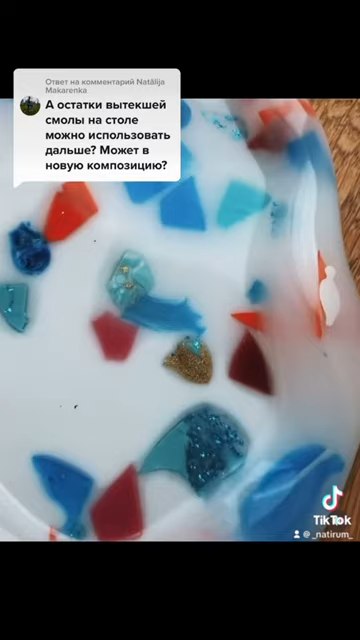 Ответ на комментарий Natālija
Makarenka
А остатки вытекшей
смолы на столе
можно использовать
дальше? Может в
новую композицию?
TikTok
@_natirum_